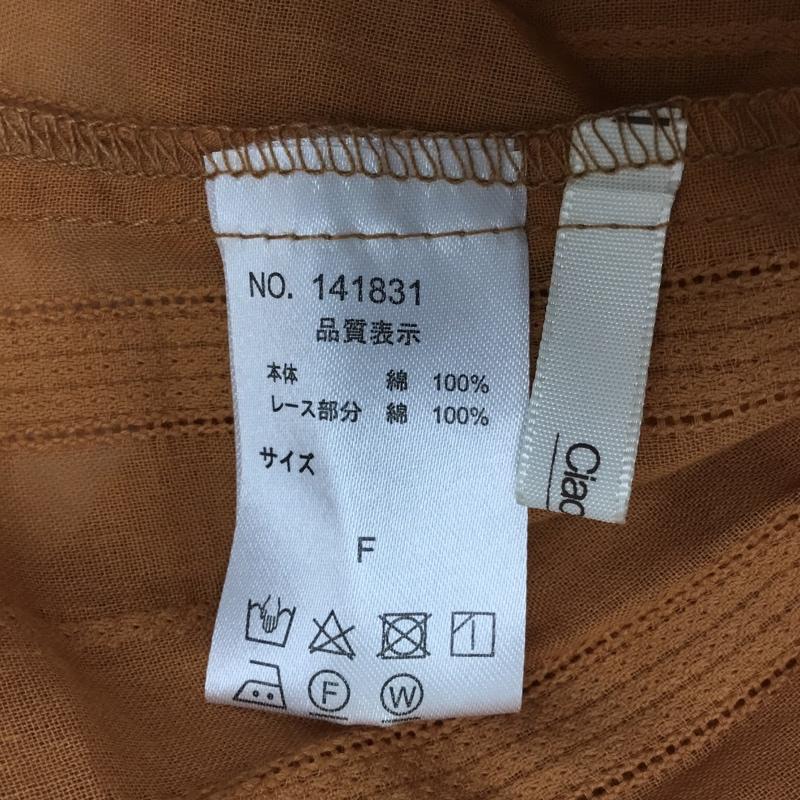 NO. 141831
品質表示
本体 綿 100%
レース部分 綿 100%
サイズ
F
F W
Ciao